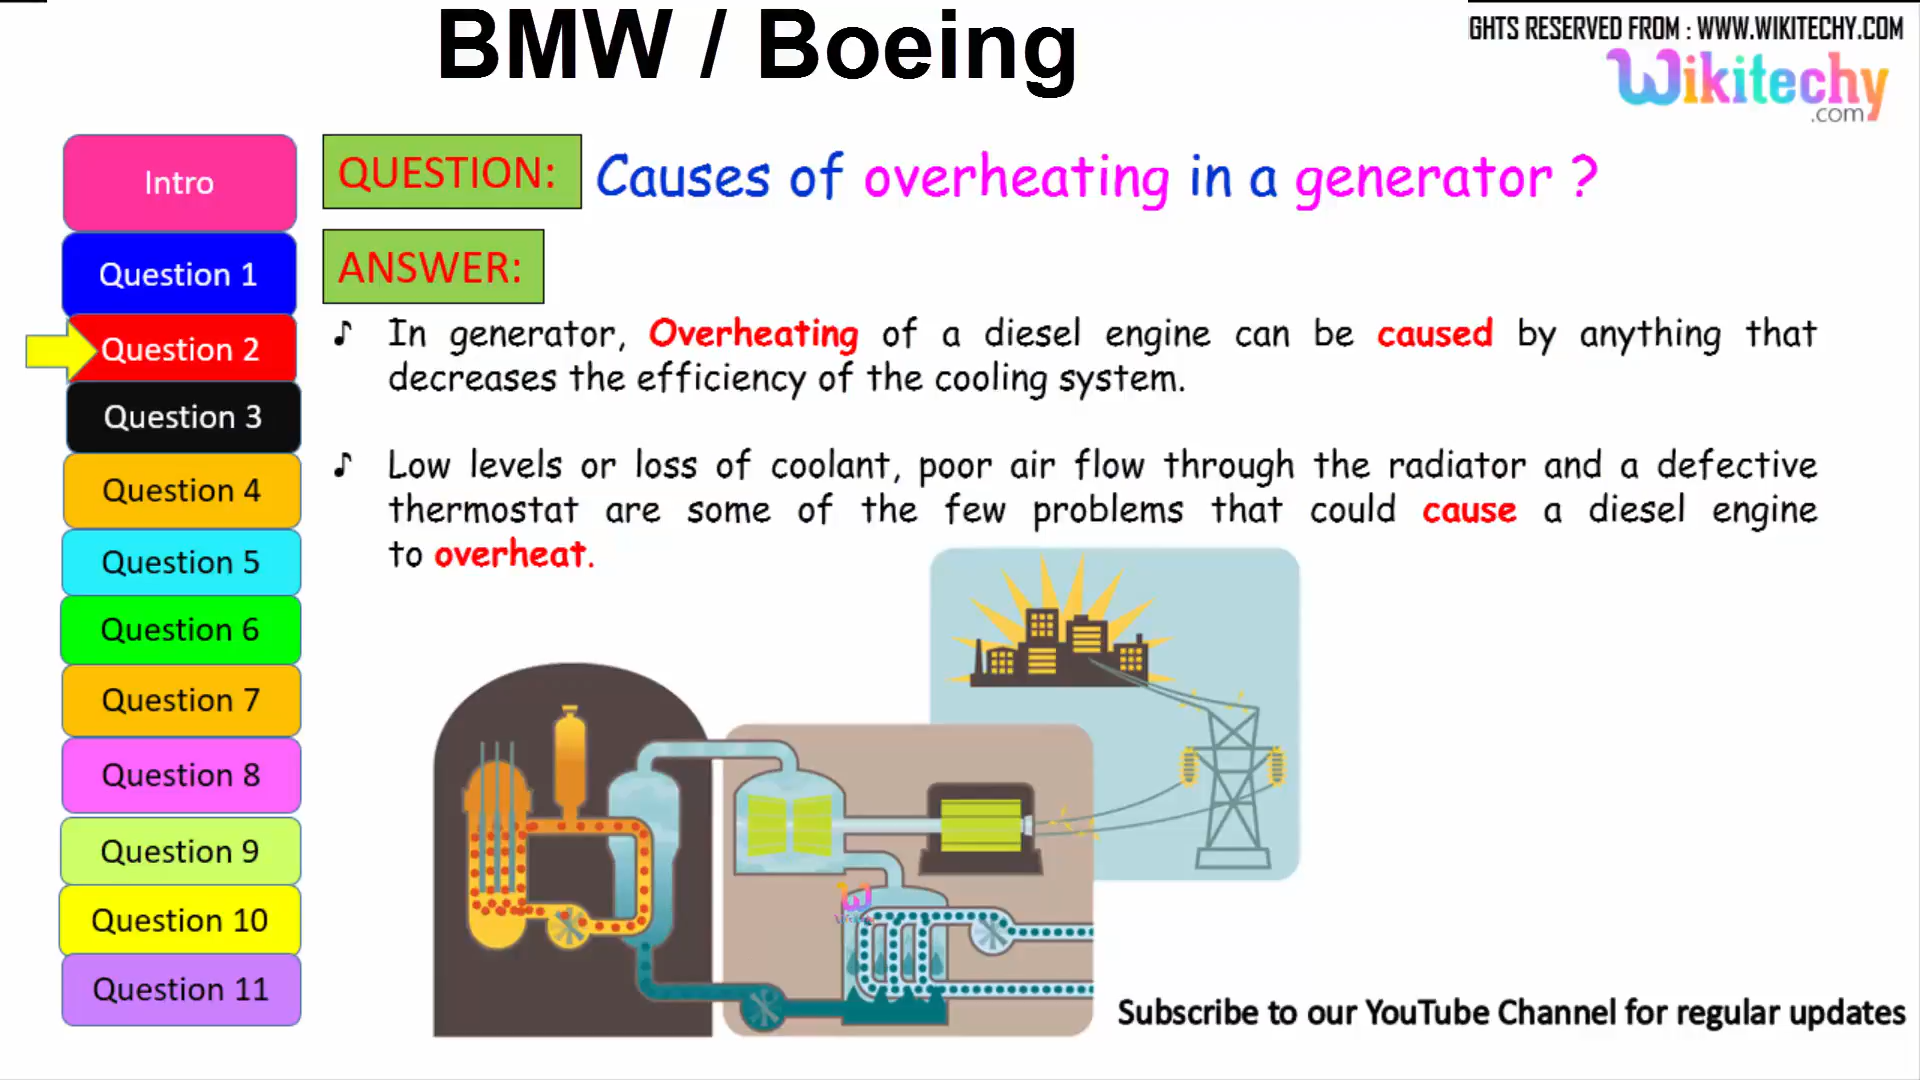 BMW / Boeing
GHTS RESERVED FROM : WWW.WIKITECHY.COM
Wikitechy
.com
Intro
Question 1
Question 2
Question 3
Question 4
Question 5
Question 6
Question 7
Question 8
Question 9
Question 10
Question 11
QUESTION: Causes of overheating in a generator ?
ANSWER:
♪ In generator, Overheating of a diesel engine can be caused by anything that
decreases the efficiency of the cooling system.
♪ Low levels or loss of coolant, poor air flow through the radiator and a defective
thermostat are some of the few problems that could cause a diesel engine
to overheat.
Subscribe to our YouTube Channel for regular updates